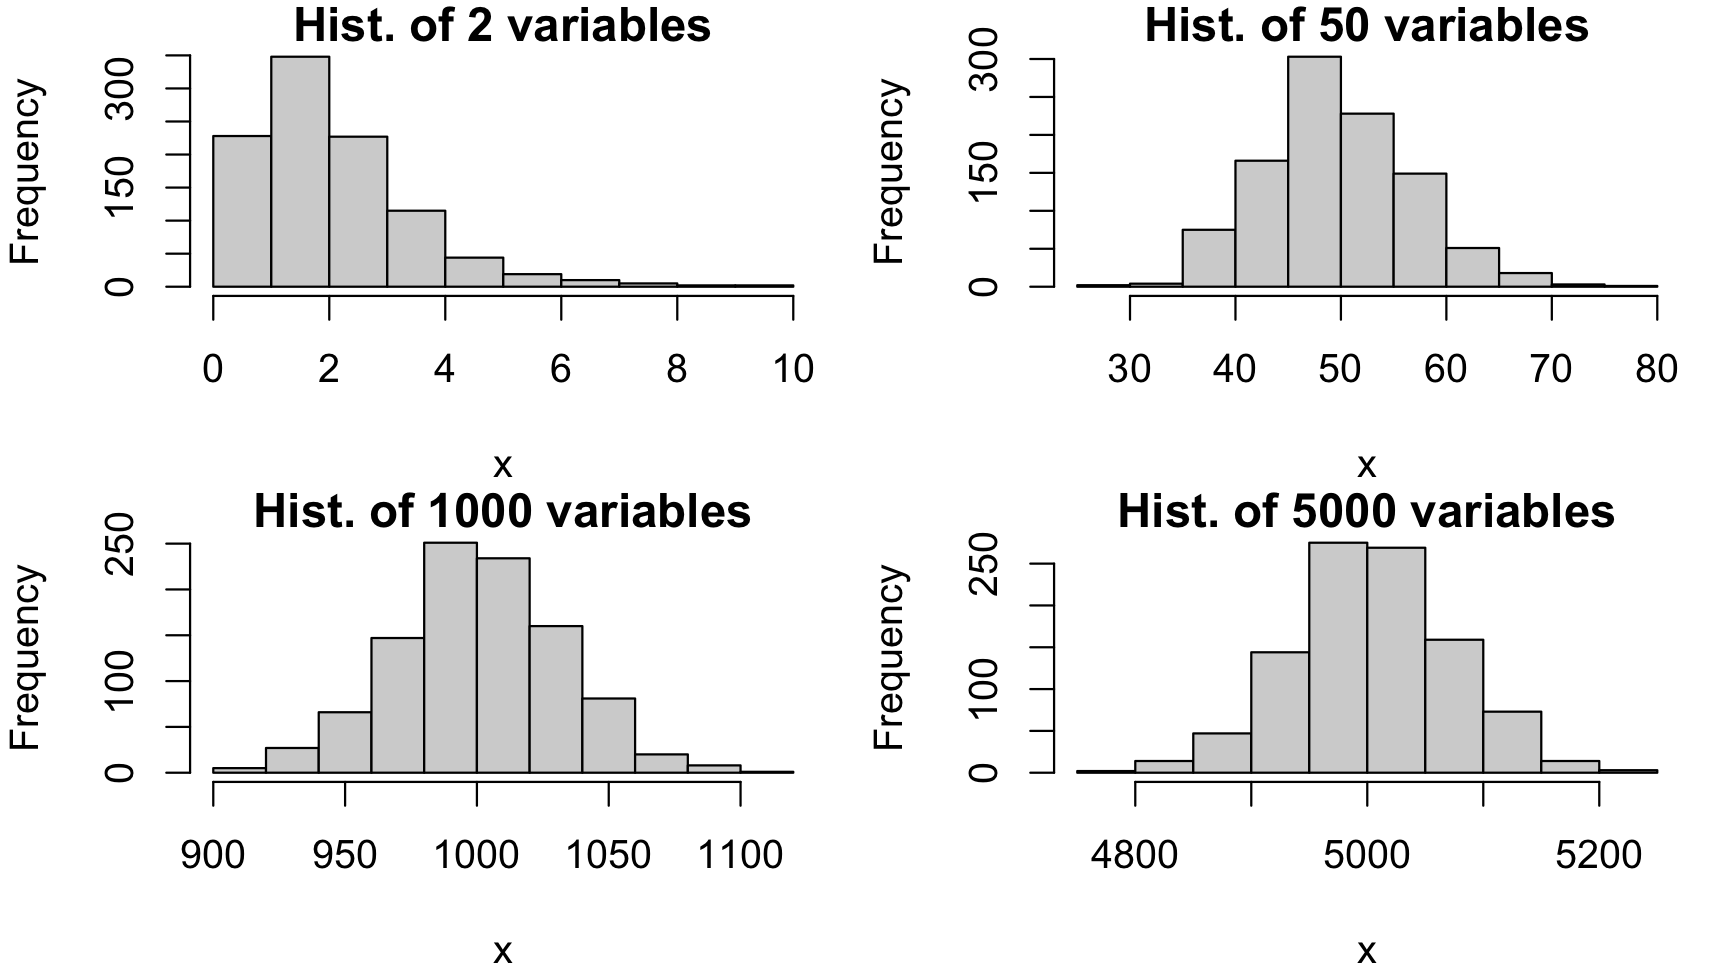 Hist. of 2 variables
Frequency
0 150 300
0 2 4 6 8 10
x
Hist. of 50 variables
Frequency
0 150 300
30 40 50 60 70 80
x
Hist. of 1000 variables
Frequency
0 100 250
900 950 1000 1050 1100
x
Hist. of 5000 variables
Frequency
0 100 250
4800 5000 5200
x